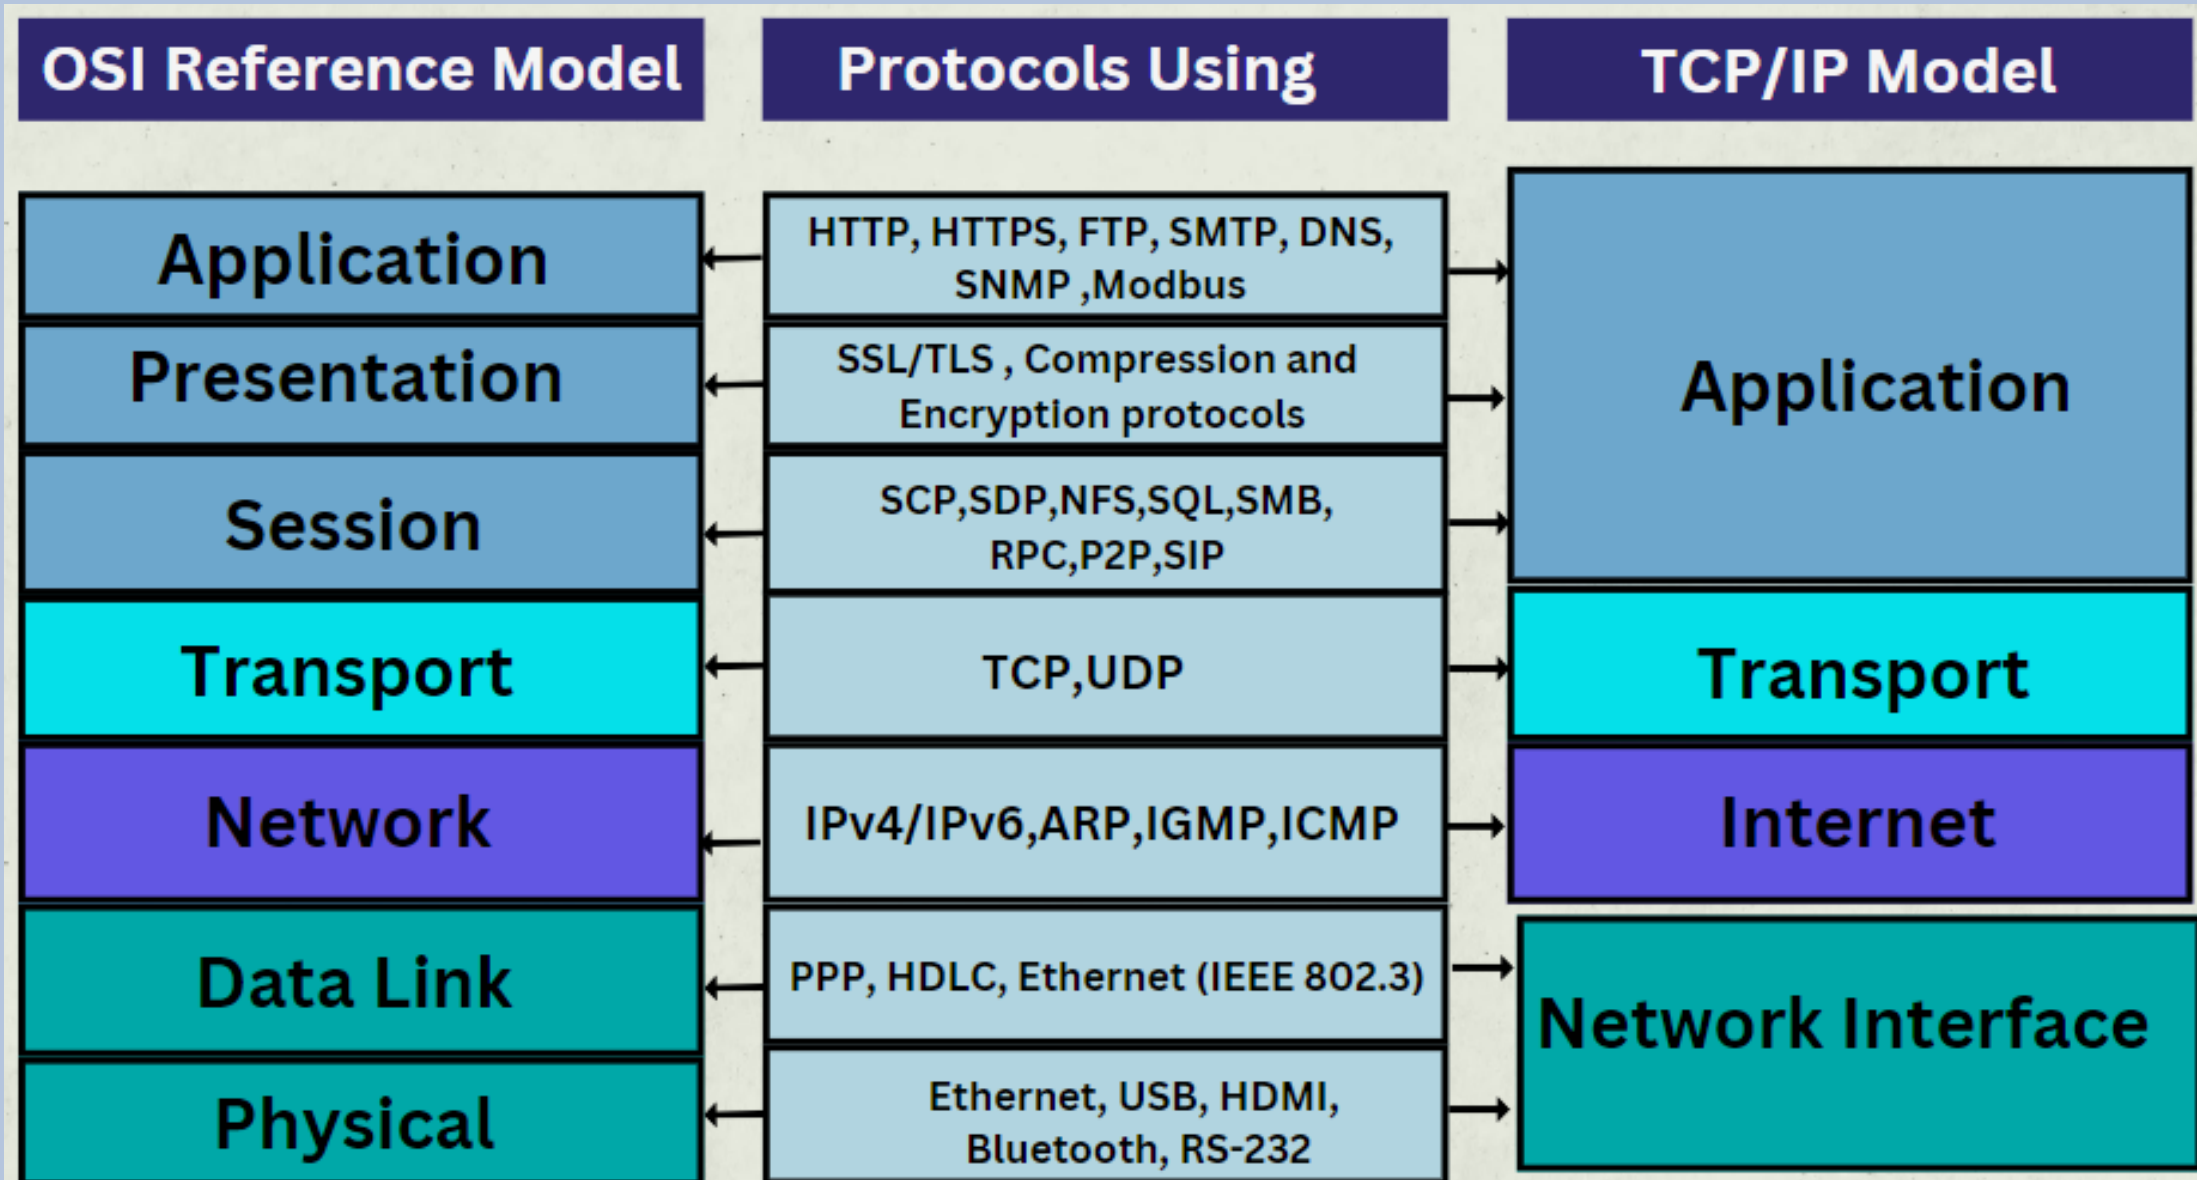 OSI Reference Model
Protocols Using
TCP/IP Model
Application
HTTP, HTTPS, FTP, SMTP, DNS,
SNMP ,Modbus
Application
Presentation
SSL/TLS , Compression and
Encryption protocols
Session
SCP,SDP,NFS,SQL,SMB,
RPC,P2P,SIP
Transport
TCP,UDP
Transport
Network
IPv4/IPv6,ARP,IGMP,ICMP
Internet
Data Link
PPP, HDLC, Ethernet (IEEE 802.3)
Network Interface
Physical
Ethernet, USB, HDMI,
Bluetooth, RS-232